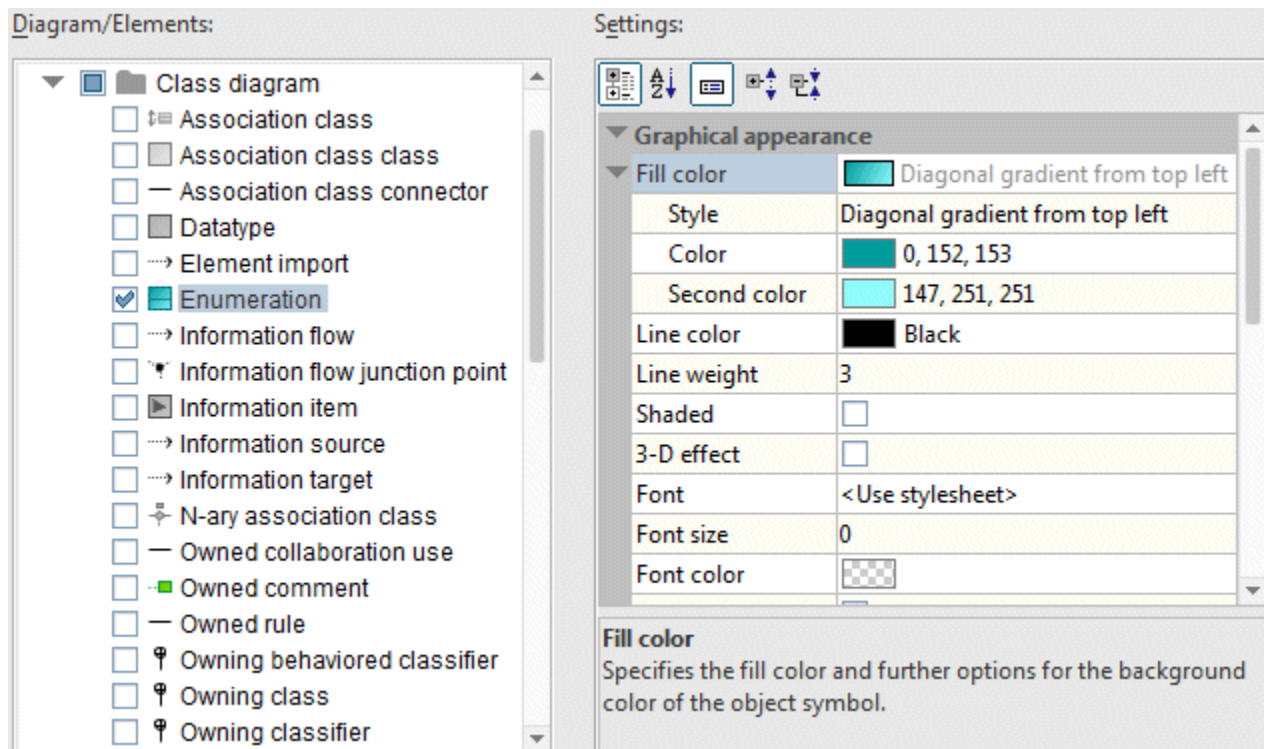 Diagram/Elements:
Class diagram
Association class
Association class class
Association class connector
Datatype
Element import
Enumeration
Information flow
Information flow junction point
Information item
Information source
Information target
N-ary association class
Owned collaboration use
Owned comment
Owned rule
Owning behaviored classifier
Owning class
Owning classifier
Settings:
A
Z
Graphical appearance
Fill color Diagonal gradient from top left
Style Diagonal gradient from top left
Color 0, 152, 153
Second color 147, 251, 251
Line color Black
Line weight 3
Shaded
3-D effect
Font <Use stylesheet>
Font size 0
Font color
Fill color
Specifies the fill color and further options for the background
color of the object symbol.